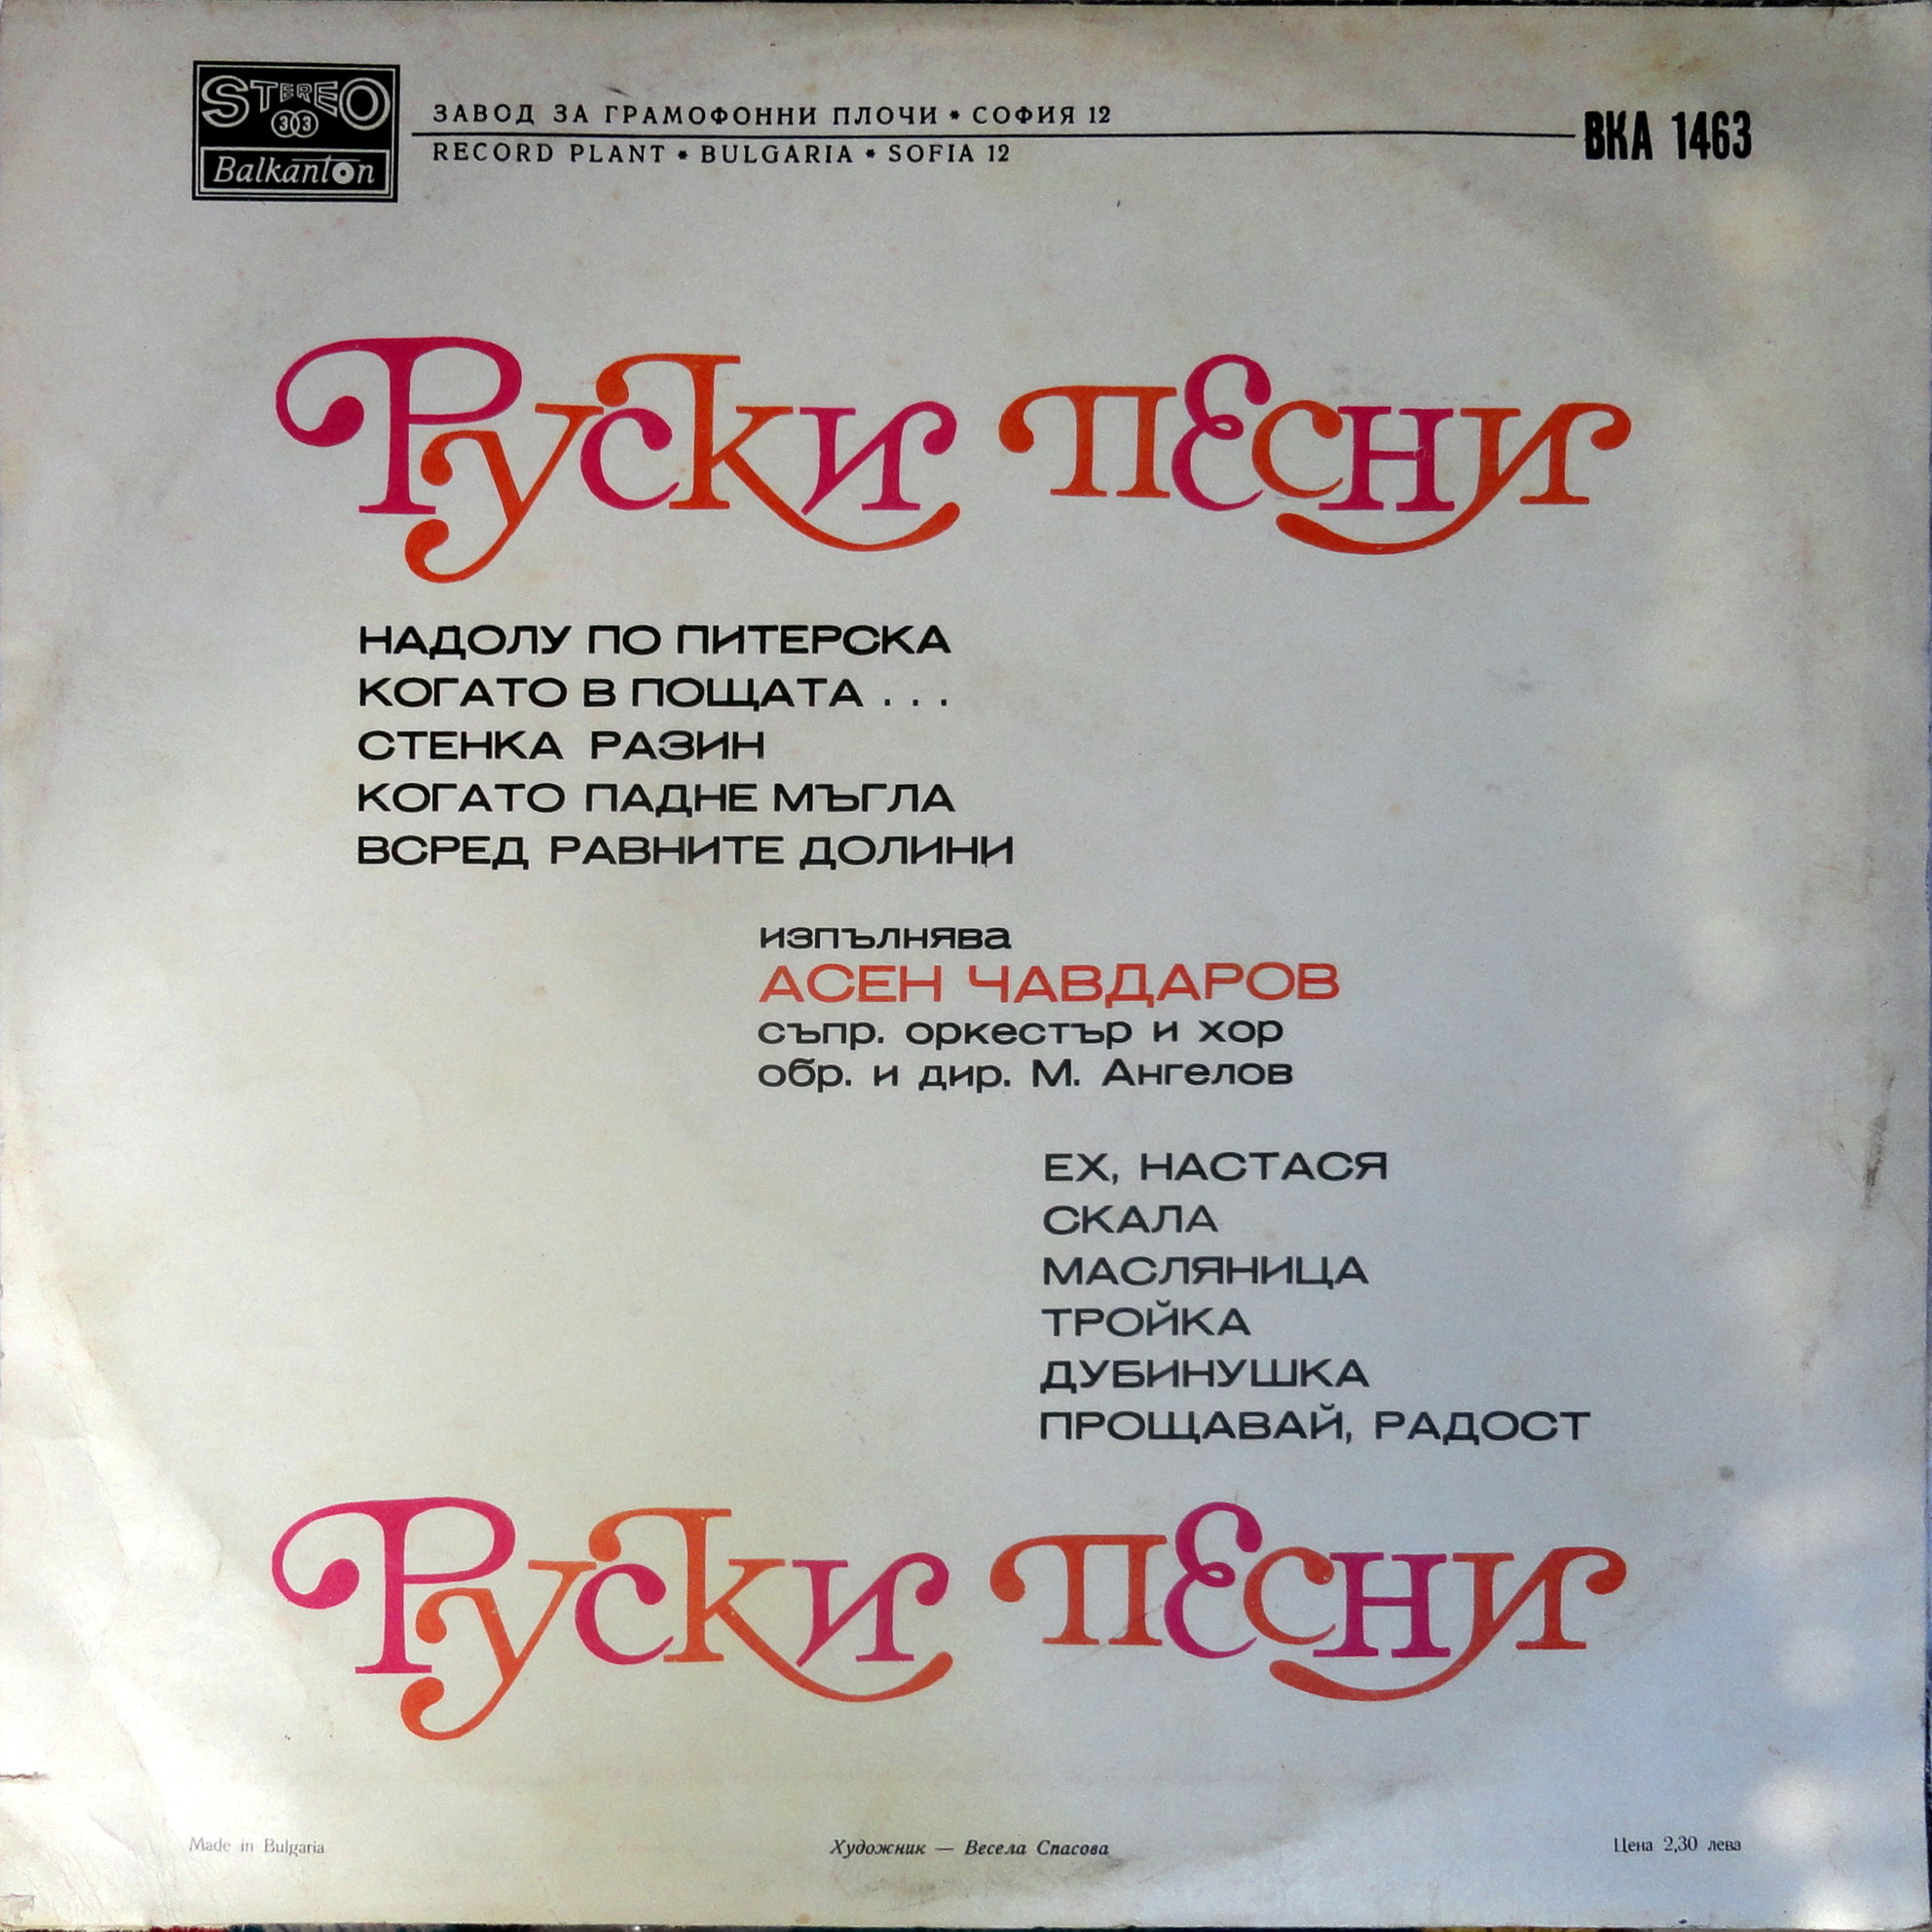 STEREO
33
Balkanton
ЗАВОД ЗА ГРАМОФОННИ ПЛОЧИ * СОФИЯ 12
RECORD PLANT * BULGARIA * SOFIA 12
ВКА 1463
Руски песни
НАДОЛУ ПО ПИТЕРСКА
КОГАТО В ПОЩАТА . . .
СТЕНКА РАЗИН
КОГАТО ПАДНЕ МЪГЛА
ВСРЕД РАВНИТЕ ДОЛИНИ
изпълнява
АСЕН ЧАВДАРОВ
съпр. оркестър и хор
обр. и дир. М. Ангелов
ЕХ, НАСТАСЯ
СКАЛА
МАСЛЯНИЦА
ТРОЙКА
ДУБИНУШКА
ПРОЩАВАЙ, РАДОСТ
Руски песни
Made in Bulgaria
Художник — Весела Спасова
Цена 2,30 лева